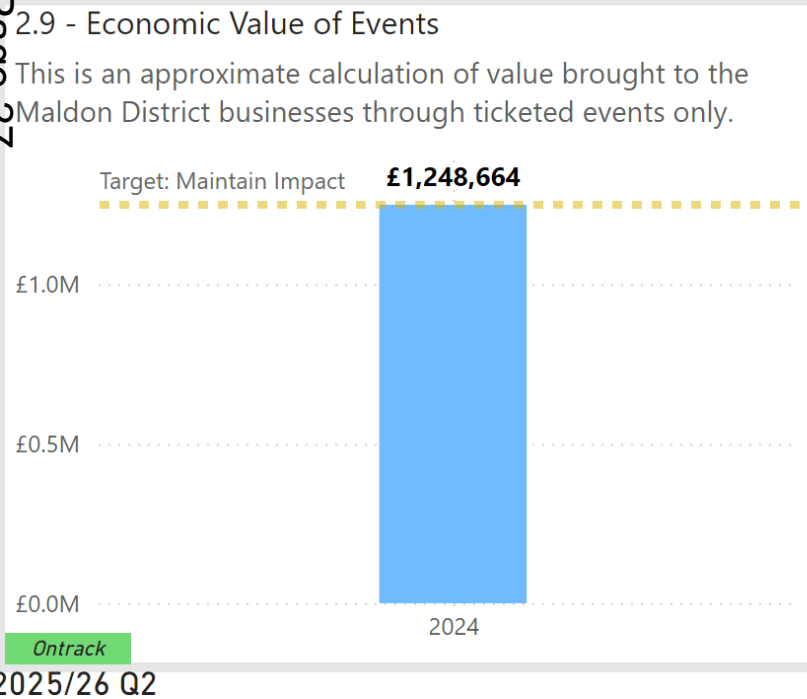 2.9 - Economic Value of Events
This is an approximate calculation of value brought to the
Maldon District businesses through ticketed events only.
Target: Maintain Impact
£1,248,664
£1.0M
£0.5M
£0.0M
2024
Ontrack
2025/26 Q2